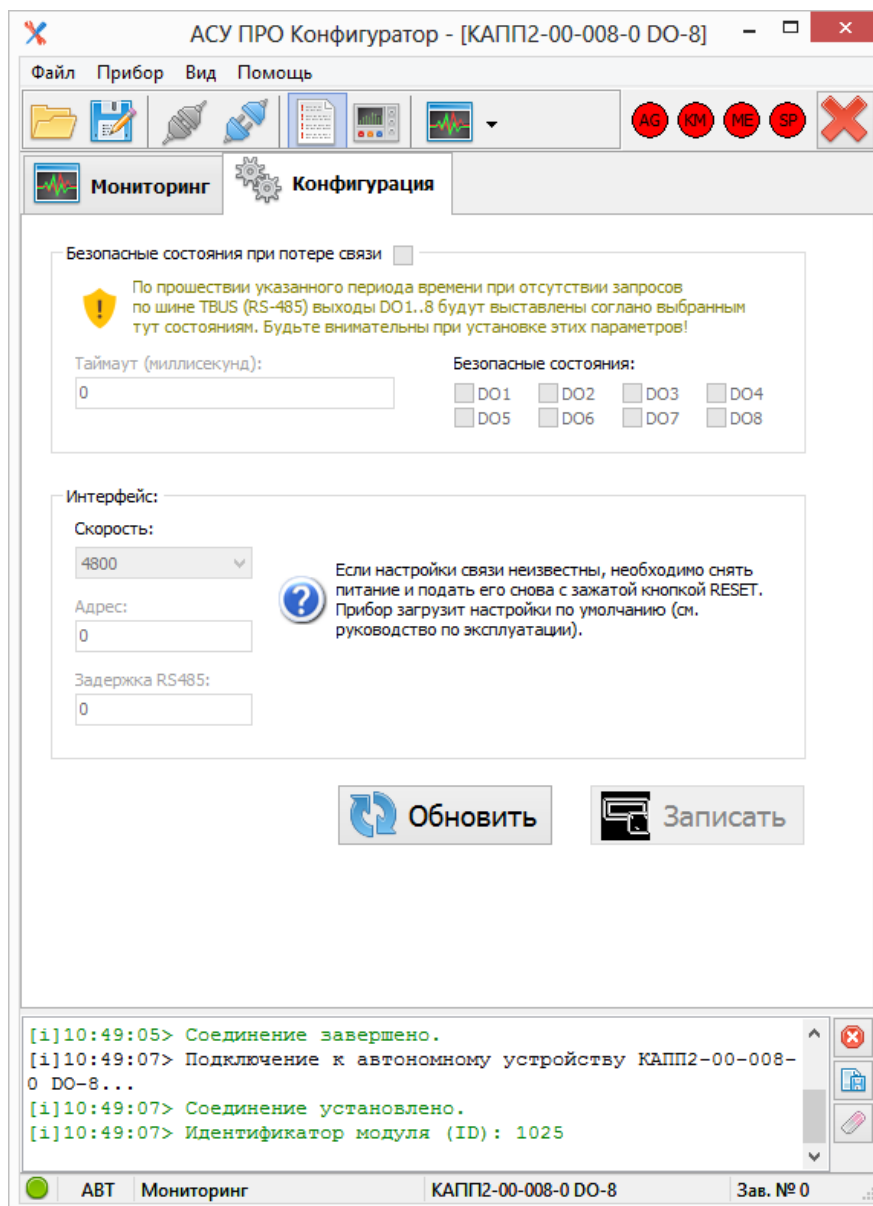 АСУ ПРО Конфигуратор - [КАПП2-00-008-0 DO-8]
Файл Прибор Вид Помощь
AG KM ME SP
Мониторинг Конфигурация
Безопасные состояния при потере связи
По прошествии указанного периода времени при отсутствии запросов
по шине TBUS (RS-485) выходы DO1..8 будут выставлены соглано выбранным
тут состояниям. Будьте внимательны при установке этих параметров!
Таймаут (миллисекунд):
0
Безопасные состояния:
DO1 DO2 DO3 DO4
DO5 DO6 DO7 DO8
Интерфейс:
Скорость:
4800
Адрес:
0
Задержка RS485:
0
Если настройки связи неизвестны, необходимо снять
питание и подать его снова с зажатой кнопкой RESET.
Прибор загрузит настройки по умолчанию (см.
руководство по эксплуатации).
Обновить Записать
[i]10:49:05> Соединение завершено.
[i]10:49:07> Подключение к автономному устройству КАПП2-00-008-
0 DO-8...
[i]10:49:07> Соединение установлено.
[i]10:49:07> Идентификатор модуля (ID): 1025
АВТ Мониторинг КАПП2-00-008-0 DO-8 Зав. № 0